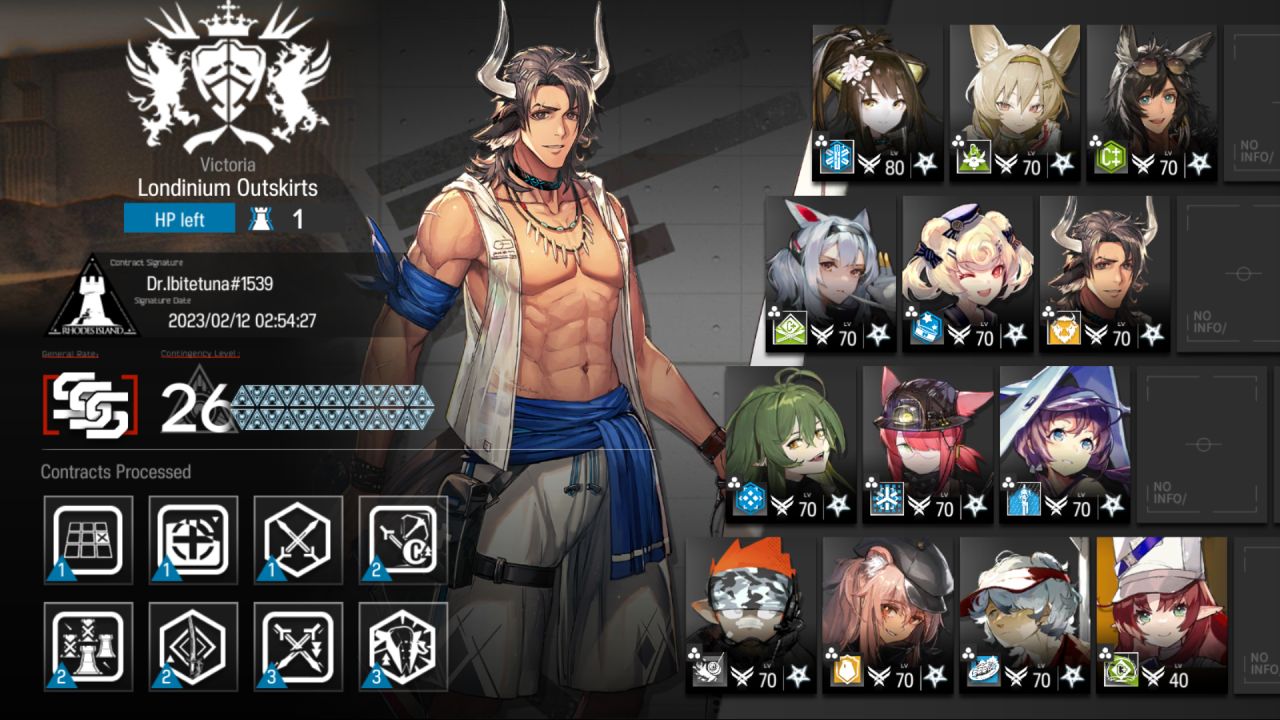 Victoria
Londinium Outskirts
HP left 1
Contract Signature
Dr.Ibitetuna#1539
Signature Date
2023/02/12 02:54:27
RHODES ISLAND
General Rate:
Contingency Level:
SSS
26
Contracts Processed
1 1 1 2
2 2 3 3
LV 80
LV 70
LV 70
NO INFO/
LV 70
LV 70
LV 70
NO INFO/
LV 70
LV 70
LV 70
NO INFO/
LV 70
LV 70
LV 70
LV 40
NO INFO